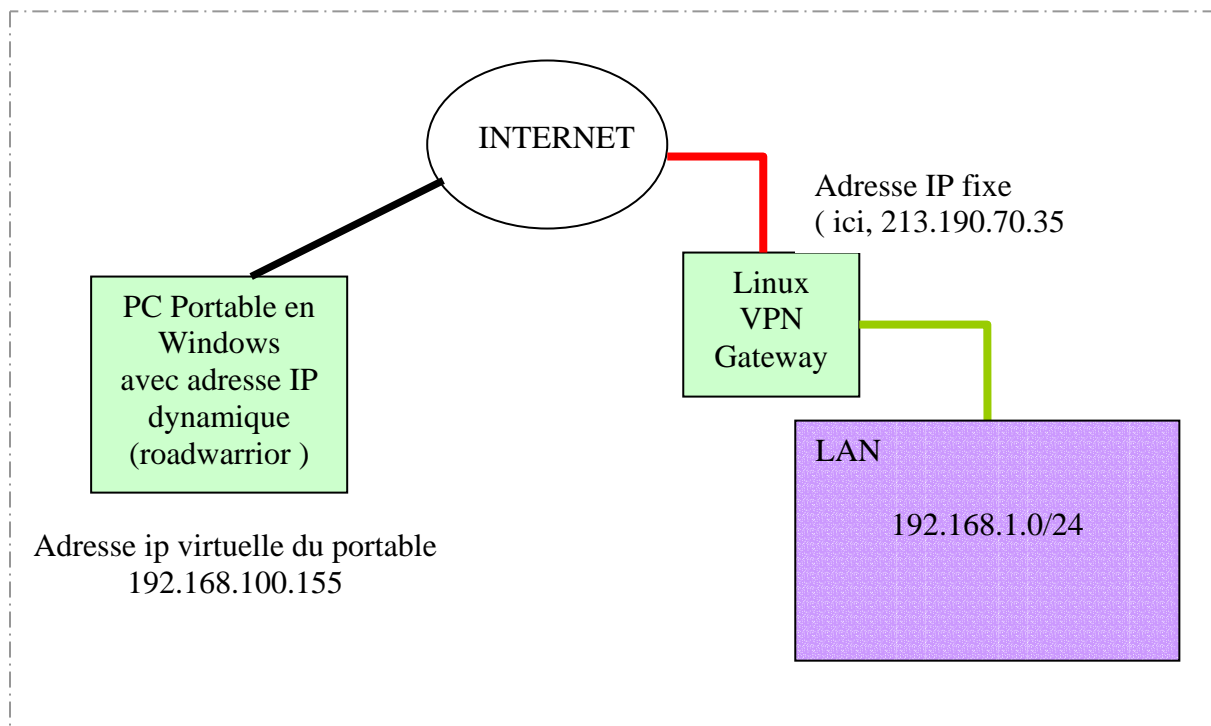 INTERNET
Adresse IP fixe
( ici, 213.190.70.35
PC Portable en
Windows
avec adresse IP
dynamique
(roadwarrior )
Linux
VPN
Gateway
LAN
192.168.1.0/24
Adresse ip virtuelle du portable
192.168.100.155